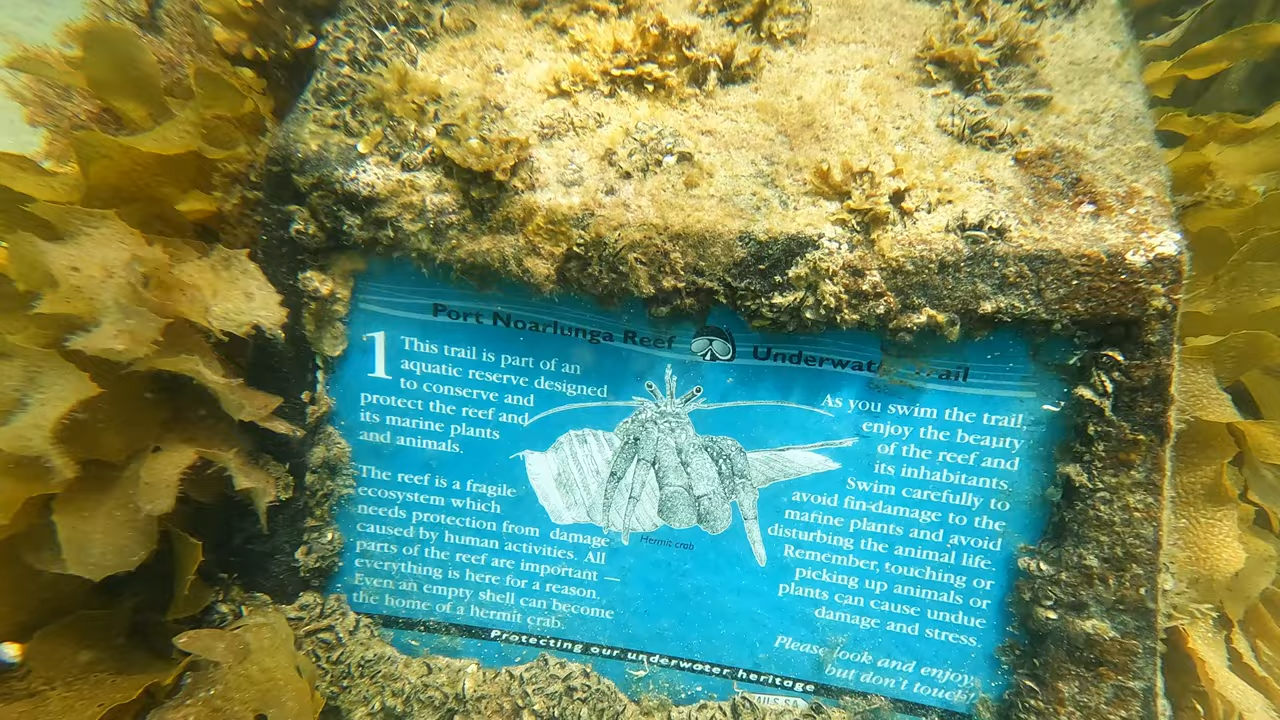 Port Noarlunga Reef Underwat Trail
1
This trail is part of an
aquatic reserve designed
to conserve and
protect the reef and
its marine plants
and animals.
The reef is a fragile
ecosystem which
needs protection from damage
caused by human activities. All
parts of the reef are important —
everything is here for a reason.
Even an empty shell can become
the home of a hermit crab.
Hermit crab
As you swim the trail,
enjoy the beauty
of the reef and
its inhabitants.
Swim carefully to
avoid fin-damage to the
marine plants and avoid
disturbing the animal life.
Remember, touching or
picking up animals or
plants can cause undue
damage and stress.
Please look and enjoy,
but don't touch!
Protecting our underwater heritage